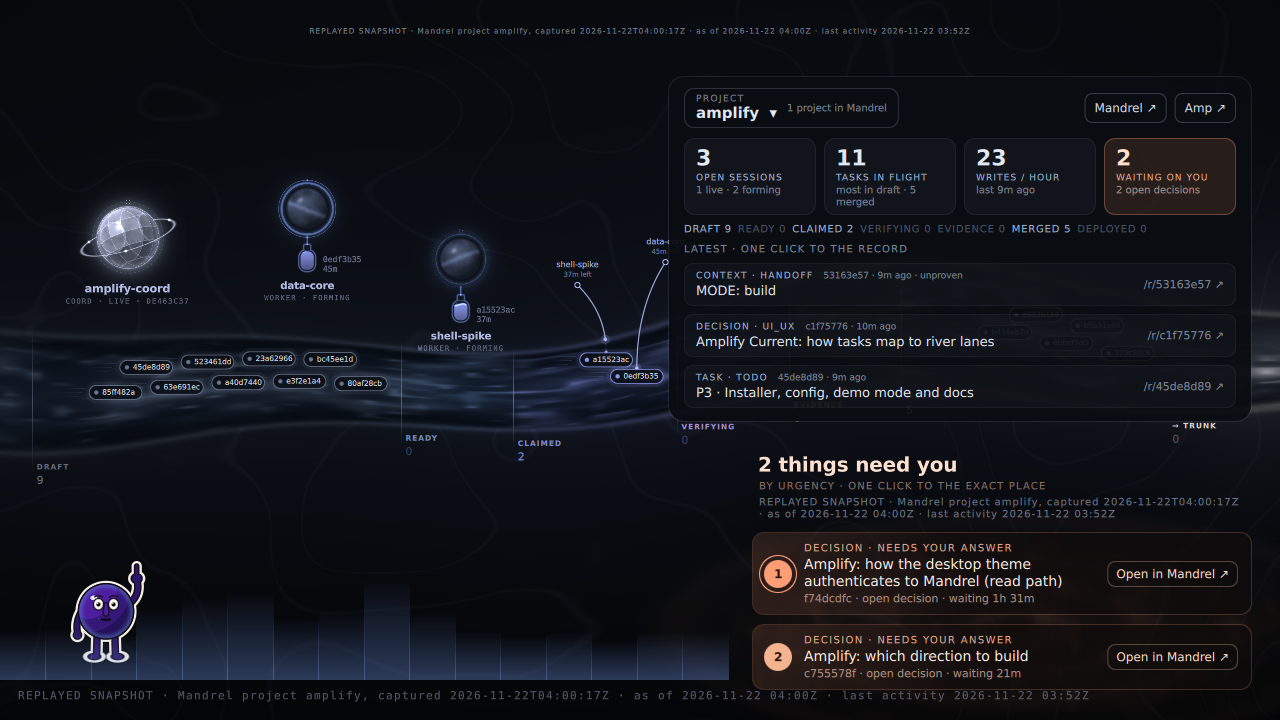 REPLAYED SNAPSHOT · Mandrel project amplify, captured 2026-11-22T04:00:17Z · as of 2026-11-22 04:00Z · last activity 2026-11-22 03:52Z
PROJECT
amplify ▼ 1 project in Mandrel
Mandrel ↗
Amp ↗
3
OPEN SESSIONS
1 live · 2 forming
11
TASKS IN FLIGHT
most in draft · 5
merged
23
WRITES / HOUR
last 9m ago
2
WAITING ON YOU
2 open decisions
DRAFT 9 READY 0 CLAIMED 2 VERIFYING 0 EVIDENCE 0 MERGED 5 DEPLOYED 0
LATEST · ONE CLICK TO THE RECORD
CONTEXT · HANDOFF 53163e57 · 9m ago · unproven
MODE: build
/r/53163e57 ↗
DECISION · UI_UX c1f75776 · 10m ago
Amplify Current: how tasks map to river lanes
/r/c1f75776 ↗
TASK · TODO 45de8d89 · 9m ago
P3 · Installer, config, demo mode and docs
/r/45de8d89 ↗
amplify-coord
COORD · LIVE · DE463C37
0edf3b35
45m
data-core
WORKER · FORMING
a15523ac
37m
shell-spike
WORKER · FORMING
shell-spike
37m left
data-c
45m
45de8d89
523461dd
23a62966
bc45ee1d
85ff482a
63e691ec
a40d7440
e3f2e1a4
80af28cb
a15523ac
0edf3b35
DRAFT
9
READY
0
CLAIMED
2
VERIFYING
0
→ TRUNK
0
2 things need you
BY URGENCY · ONE CLICK TO THE EXACT PLACE
REPLAYED SNAPSHOT · Mandrel project amplify, captured 2026-11-22T04:00:17Z
· as of 2026-11-22 04:00Z · last activity 2026-11-22 03:52Z
1
DECISION · NEEDS YOUR ANSWER
Amplify: how the desktop theme
authenticates to Mandrel (read path)
f74dcdfc · open decision · waiting 1h 31m
Open in Mandrel ↗
2
DECISION · NEEDS YOUR ANSWER
Amplify: which direction to build
c755578f · open decision · waiting 21m
Open in Mandrel ↗
REPLAYED SNAPSHOT · Mandrel project amplify, captured 2026-11-22T04:00:17Z · as of 2026-11-22 04:00Z · last activity 2026-11-22 03:52Z